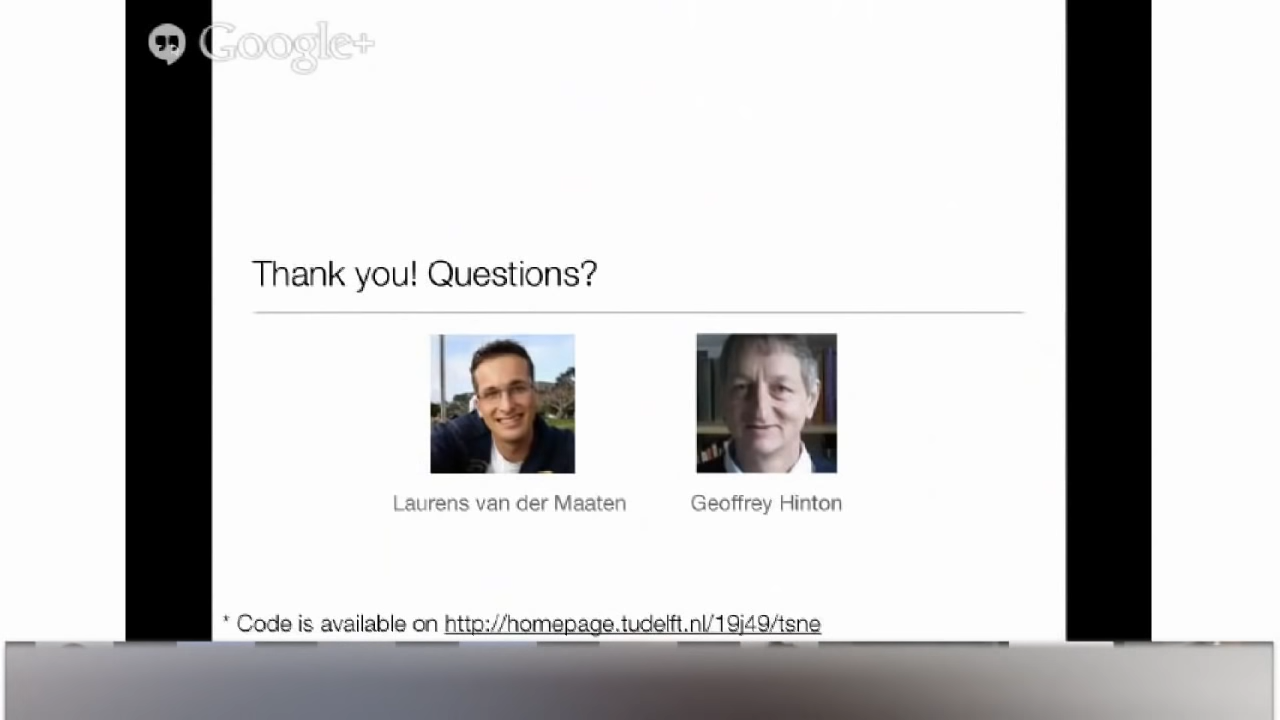 Google+
Thank you! Questions?
Laurens van der Maaten
Geoffrey Hinton
* Code is available on http://homepage.tudelft.nl/19j49/tsne